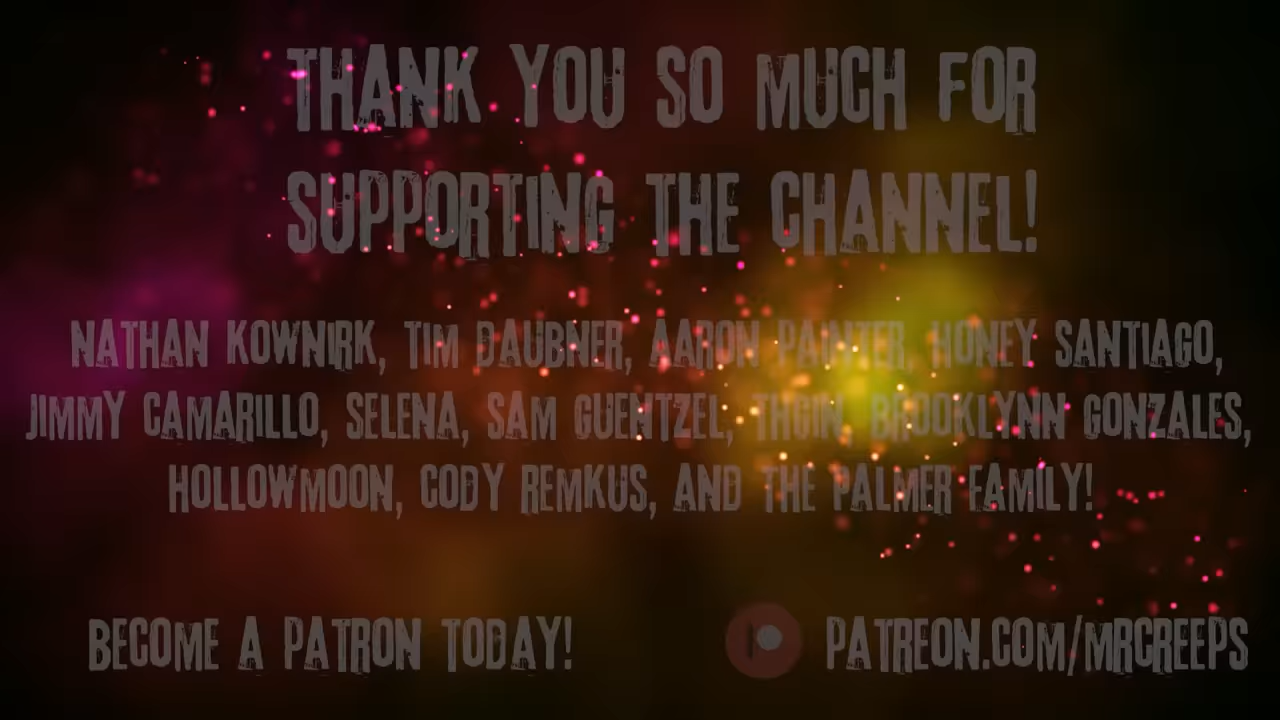 THANK YOU SO MUCH FOR
SUPPORTING THE CHANNEL!
NATHAN KOWNIRK, TIM DAUBNER, AARON PAINTER, HONEY SANTIAGO,
JIMMY CAMARILLO, SELENA, SAM GUENTZEL, THGIN, BROOKLYNN GONZALES,
HOLLOWMOON, CODY REMKUS, AND THE PALMER FAMILY!
BECOME A PATRON TODAY!
PATREON.COM/MRCREEPS